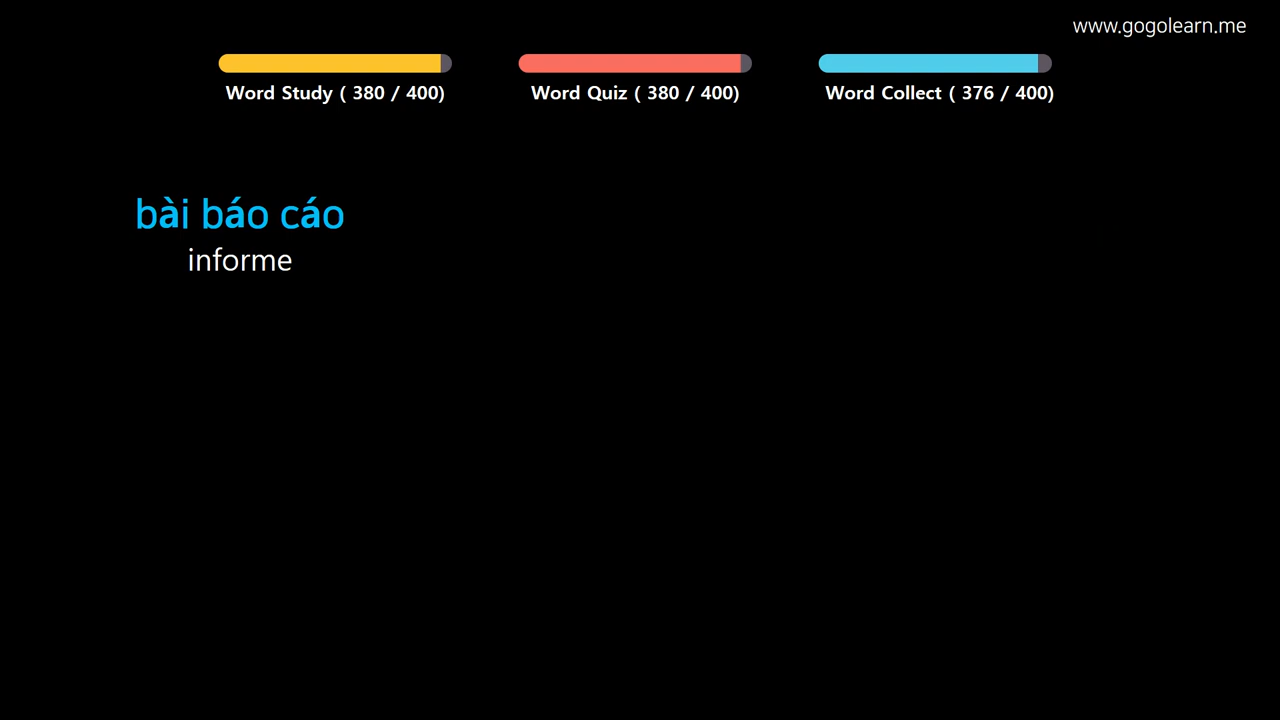 www.gogolearn.me
Word Study ( 380 / 400)
Word Quiz ( 380 / 400)
Word Collect ( 376 / 400)
bài báo cáo
informe